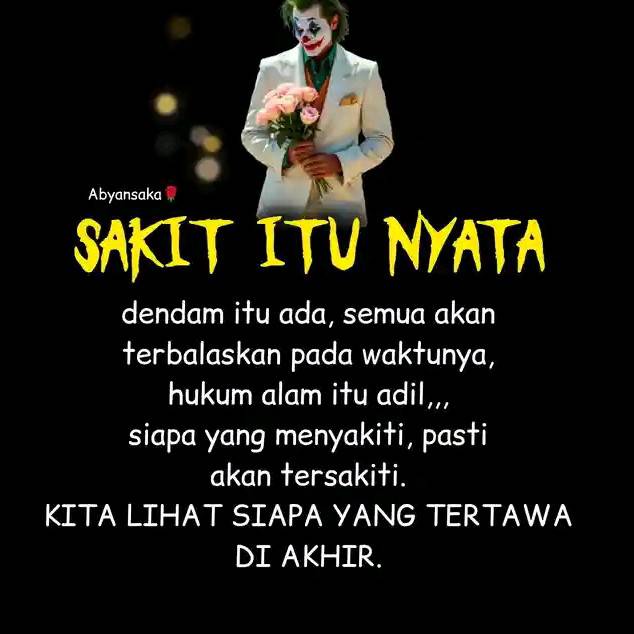 Abyansaka🌹
SAKIT ITU NYATA
dendam itu ada, semua akan
terbalaskan pada waktunya,
hukum alam itu adil,,,
siapa yang menyakiti, pasti
akan tersakiti.
KITA LIHAT SIAPA YANG TERTAWA
DI AKHIR.